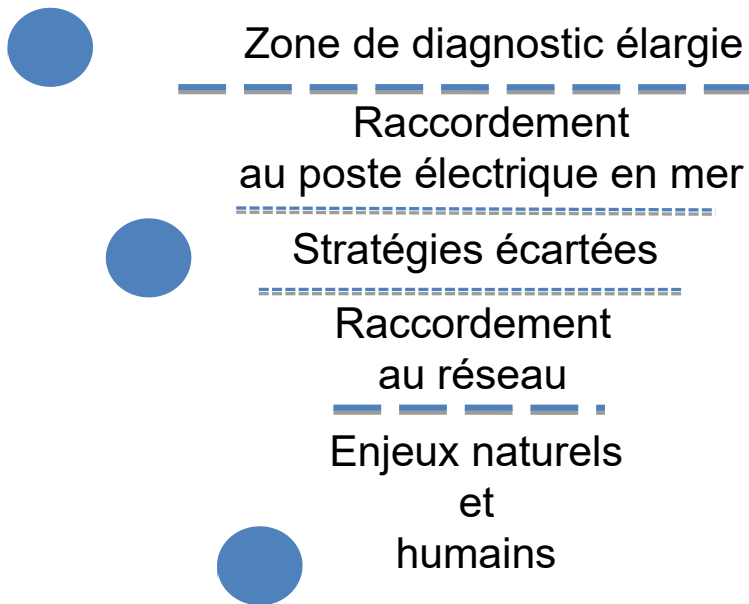 Zone de diagnostic élargie
Raccordement
au poste électrique en mer
Stratégies écartées
Raccordement
au réseau
Enjeux naturels
et
humains